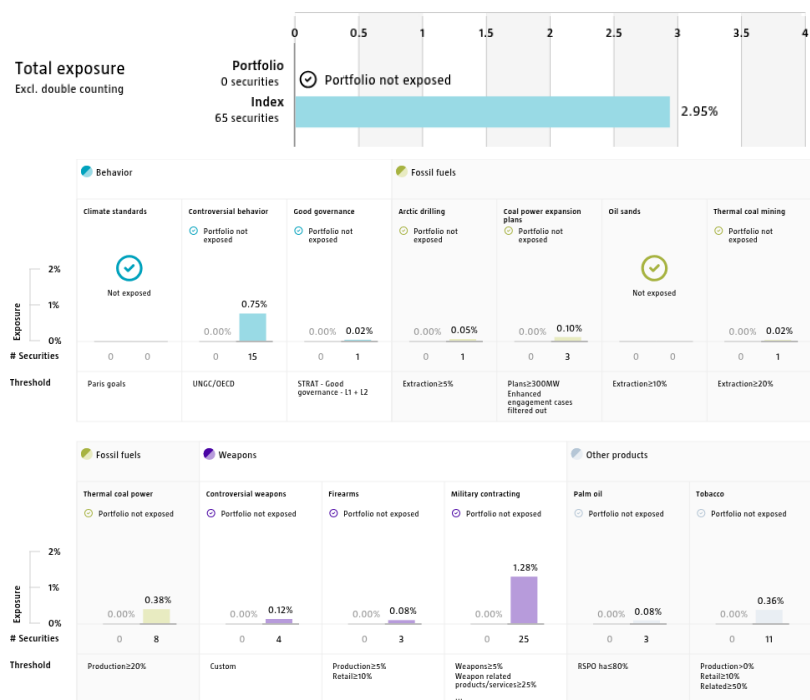 0 0.5 1 1.5 2 2.5 3 3.5 4
Total exposure
Excl. double counting
Portfolio
0 securities
Portfolio not exposed
Index
65 securities
2.95%
Behavior
Fossil fuels
Climate standards
Controversial behavior
Good governance
Arctic drilling
Coal power expansion
plans
Oil sands
Thermal coal mining
Portfolio not
exposed
Portfolio not
exposed
Portfolio not
exposed
Portfolio not
exposed
Portfolio not
exposed
Not exposed
Not exposed
Exposure
2%
1%
0%
0.00% 0.75%
0.00% 0.02%
0.00% 0.05%
0.00% 0.10%
0.00% 0.02%
# Securities 0 0 0 15 0 1 0 1 0 3 0 0 0 1
Threshold
Paris goals
UNGC/OECD
STRAT - Good
governance - L1 + L2
Extraction≥5%
Plans≥300MW
Enhanced
engagement cases
filtered out
Extraction≥10%
Extraction≥20%
Fossil fuels
Weapons
Other products
Thermal coal power
Controversial weapons
Firearms
Military contracting
Palm oil
Tobacco
Portfolio not exposed
Portfolio not exposed
Portfolio not exposed
Portfolio not exposed
Portfolio not exposed
Portfolio not exposed
Exposure
2%
1%
0%
0.00% 0.38%
0.00% 0.12%
0.00% 0.08%
0.00% 1.28%
0.00% 0.08%
0.00% 0.36%
# Securities 0 8 0 4 0 3 0 25 0 3 0 11
Threshold
Production≥20%
Custom
Production≥5%
Retail≥10%
Weapons≥5%
Weapon related
products/services≥25%
RSPO ha≤80%
Production>0%
Retail≥10%
Related≥50%